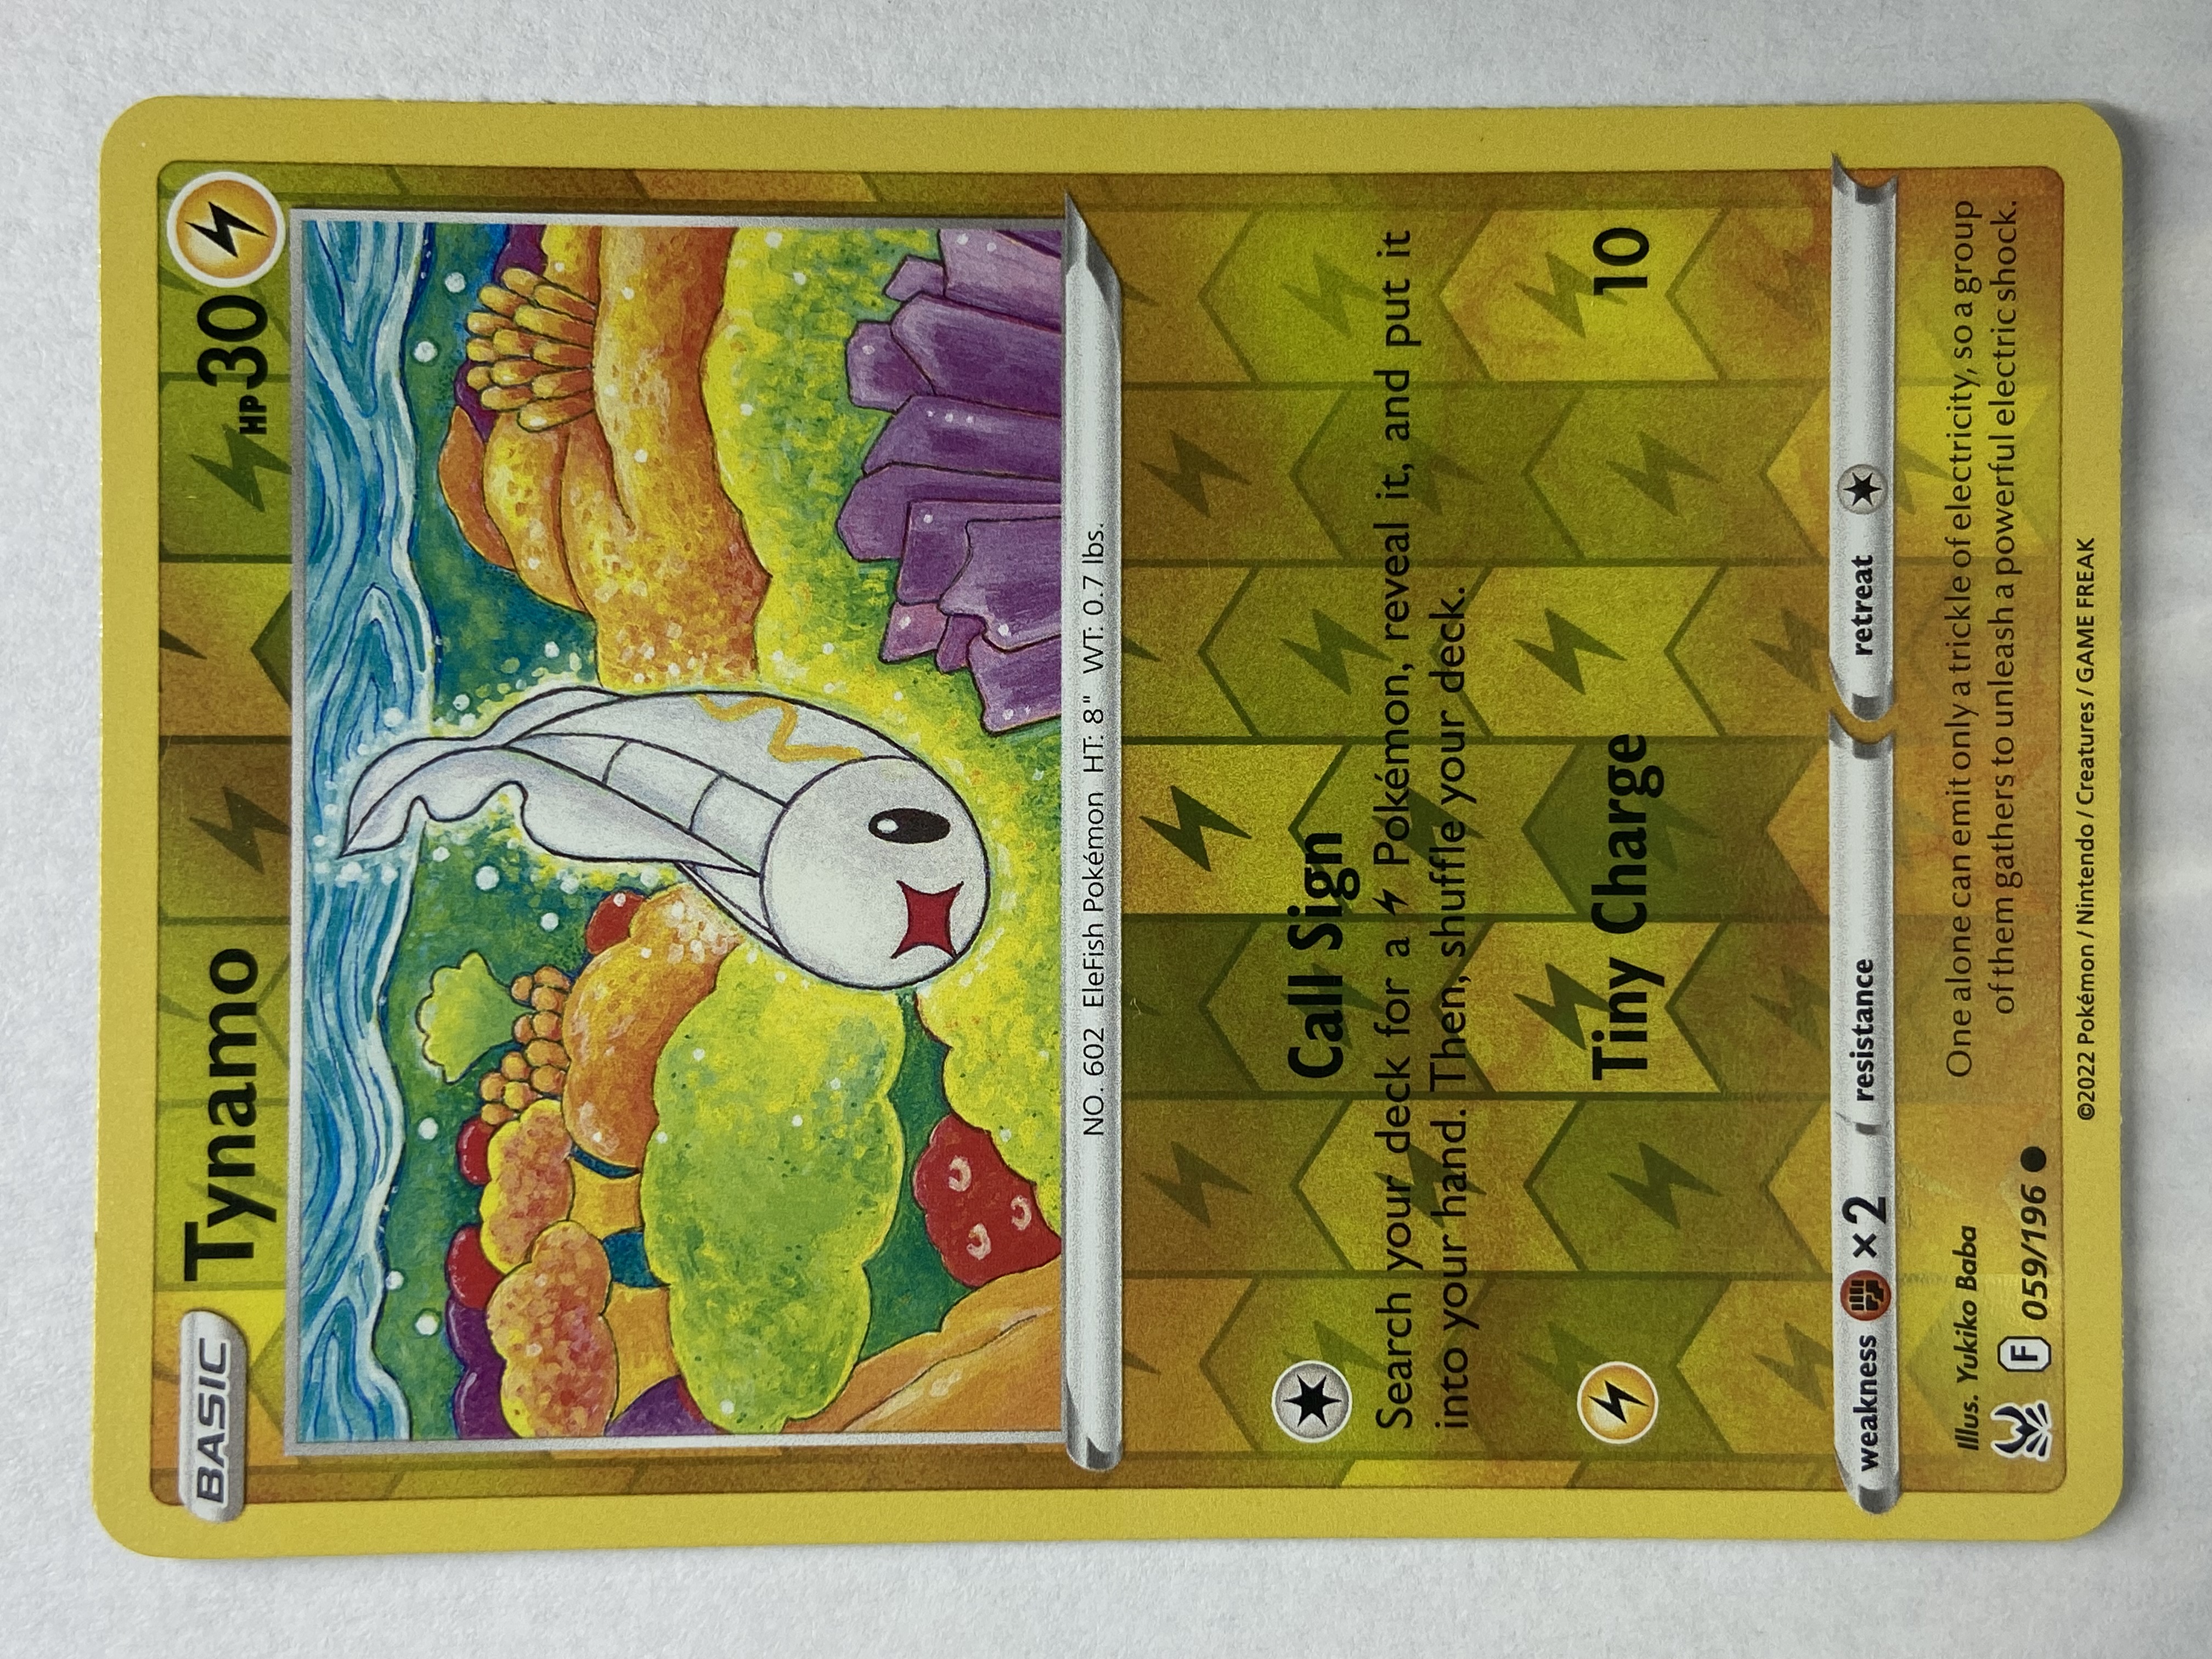 BASIC Tynamo HP 30
NO. 602 EleFish Pokémon HT: 8" WT: 0.7 lbs.
Call Sign
Search your deck for a Pokémon, reveal it, and put it
into your hand. Then, shuffle your deck.
Tiny Charge 10
weakness ×2 resistance retreat
Illus. Yukiko Baba
One alone can emit only a trickle of electricity, so a group
of them gathers to unleash a powerful electric shock.
F 059/196
©2022 Pokémon / Nintendo / Creatures / GAME FREAK